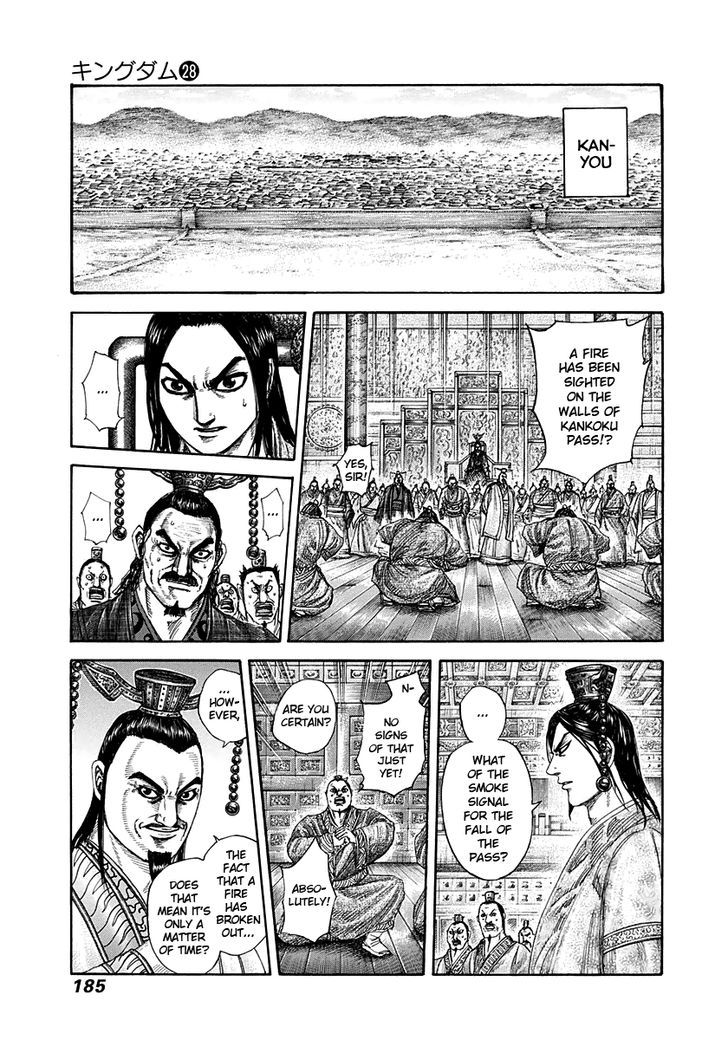 キングダム28
KAN-
YOU
A FIRE
HAS BEEN
SIGHTED
ON THE
WALLS OF
KANKOKU
PASS!?
YES,
SIR!
...
...
...
WHAT
OF THE
SMOKE
SIGNAL
FOR THE
FALL OF
THE
PASS?
N-
NO
SIGNS OF
THAT
JUST
YET!
ARE YOU
CERTAIN?
ABSO-
LUTELY!
...
HOW-
EVER,
THE
FACT
THAT A
FIRE HAS
BROKEN
OUT...
DOES
THAT
MEAN IT'S
ONLY A
MATTER
OF TIME?
185